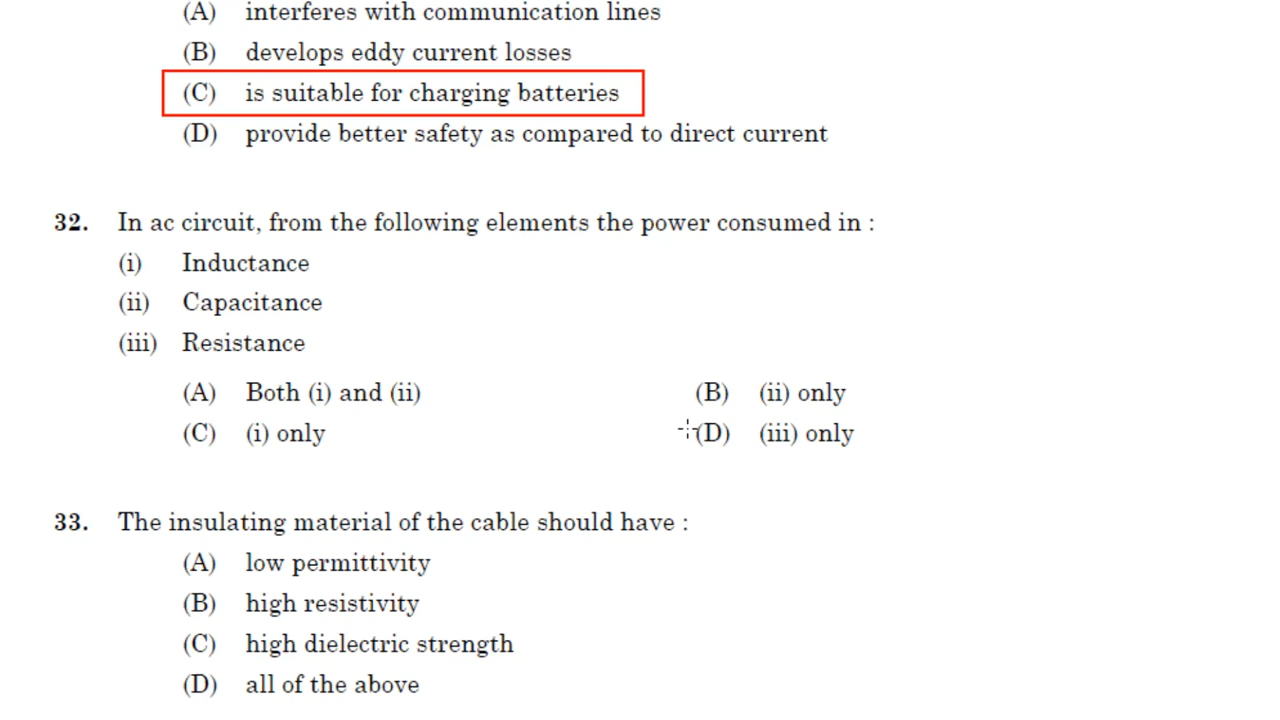 (A) interferes with communication lines
(B) develops eddy current losses
(C) is suitable for charging batteries
(D) provide better safety as compared to direct current
32. In ac circuit, from the following elements the power consumed in :
(i) Inductance
(ii) Capacitance
(iii) Resistance
(A) Both (i) and (ii) (B) (ii) only
(C) (i) only (D) (iii) only
33. The insulating material of the cable should have :
(A) low permittivity
(B) high resistivity
(C) high dielectric strength
(D) all of the above